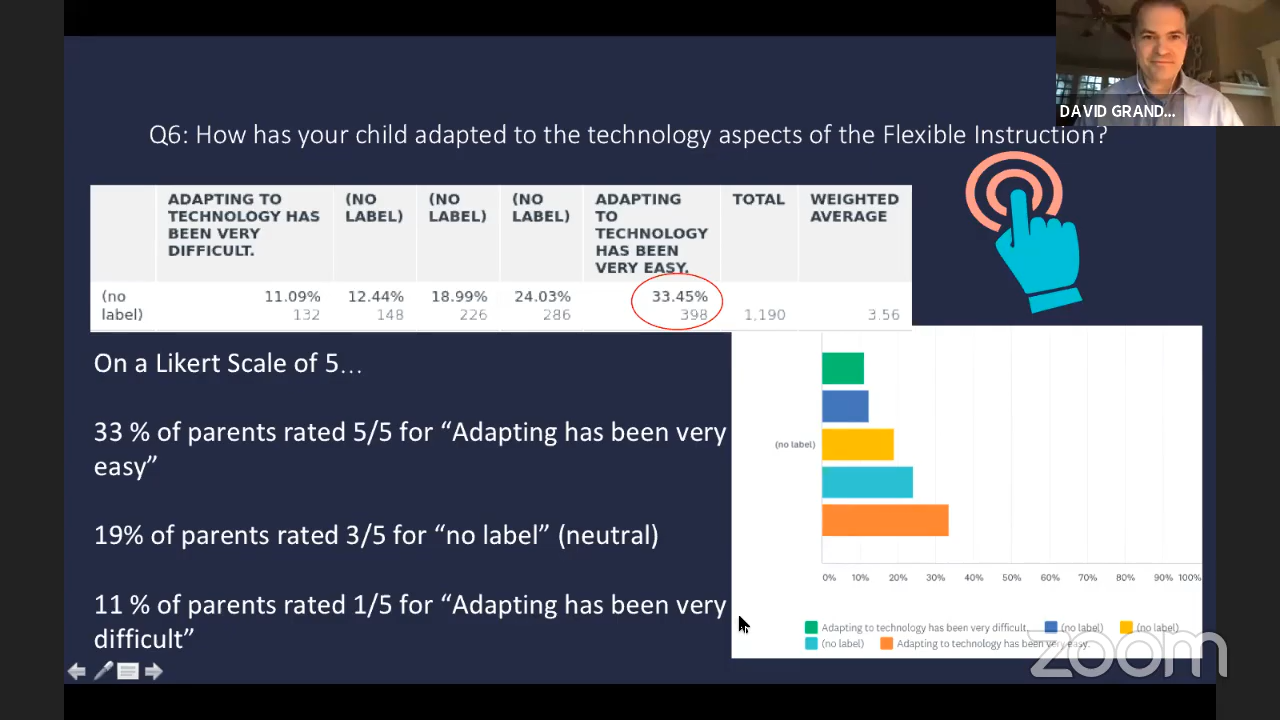 DAVID GRAND...
Q6: How has your child adapted to the technology aspects of the Flexible Instruction?
ADAPTING TO TECHNOLOGY HAS BEEN VERY DIFFICULT.
(NO LABEL)
(NO LABEL)
(NO LABEL)
ADAPTING TO TECHNOLOGY HAS BEEN VERY EASY.
TOTAL
WEIGHTED AVERAGE
(no label)
11.09% 12.44% 18.99% 24.03% 33.45%
132 148 226 286 398 1,190 3.56
On a Likert Scale of 5...
33 % of parents rated 5/5 for “Adapting has been very
easy”
19% of parents rated 3/5 for “no label” (neutral)
11 % of parents rated 1/5 for “Adapting has been very
difficult”
(no label)
0% 10% 20% 30% 40% 50% 60% 70% 80% 90% 100%
Adapting to technology has been very difficult. (no label) (no label)
(no label) Adapting to technology has been very easy.
zoom